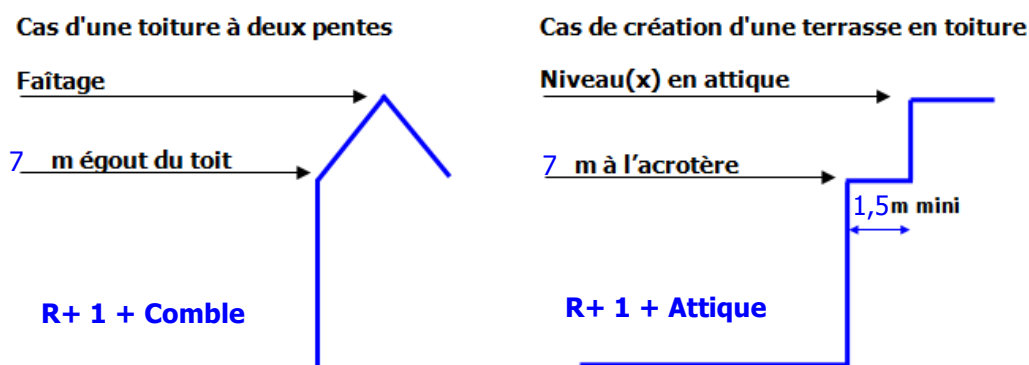 Cas d'une toiture à deux pentes
Faîtage
7 m égout du toit
R+ 1 + Comble
Cas de création d'une terrasse en toiture
Niveau(x) en attique
7 m à l’acrotère
1,5m mini
R+ 1 + Attique